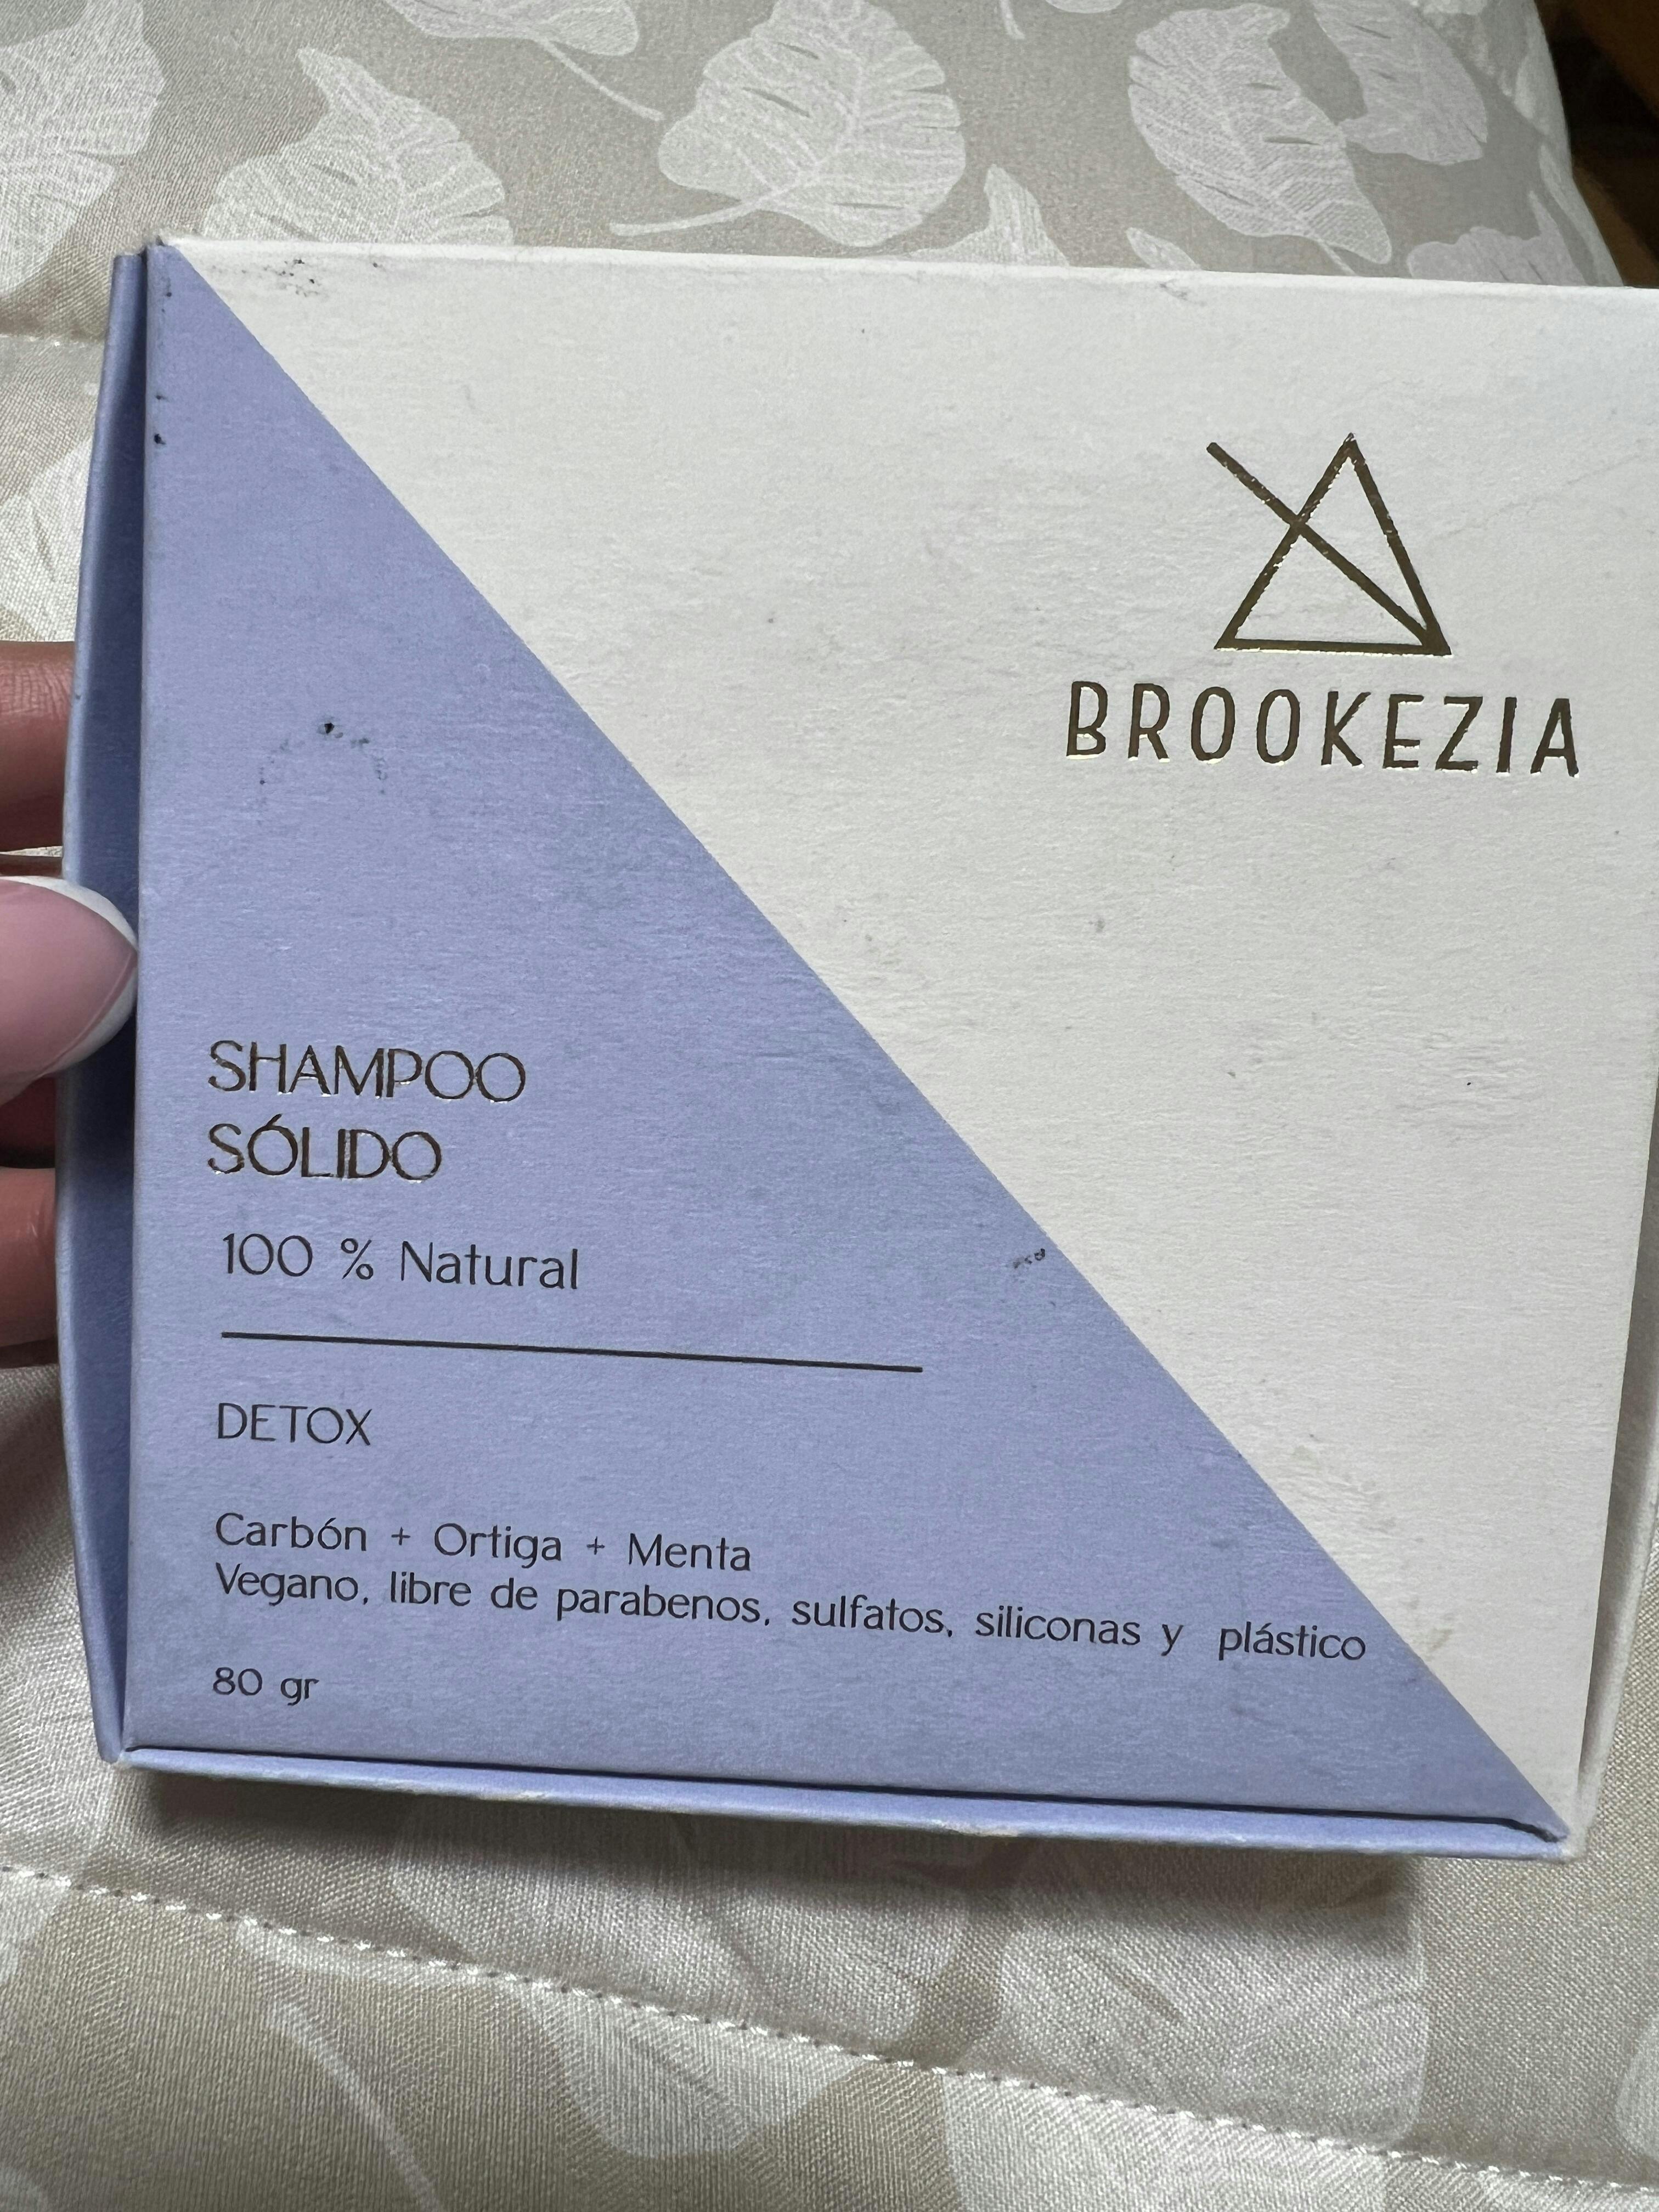 BROOKEZIA
SHAMPOO
SÓLIDO
100 % Natural
DETOX
Carbón + Ortiga + Menta
Vegano, libre de parabenos, sulfatos, siliconas y plástico
80 gr